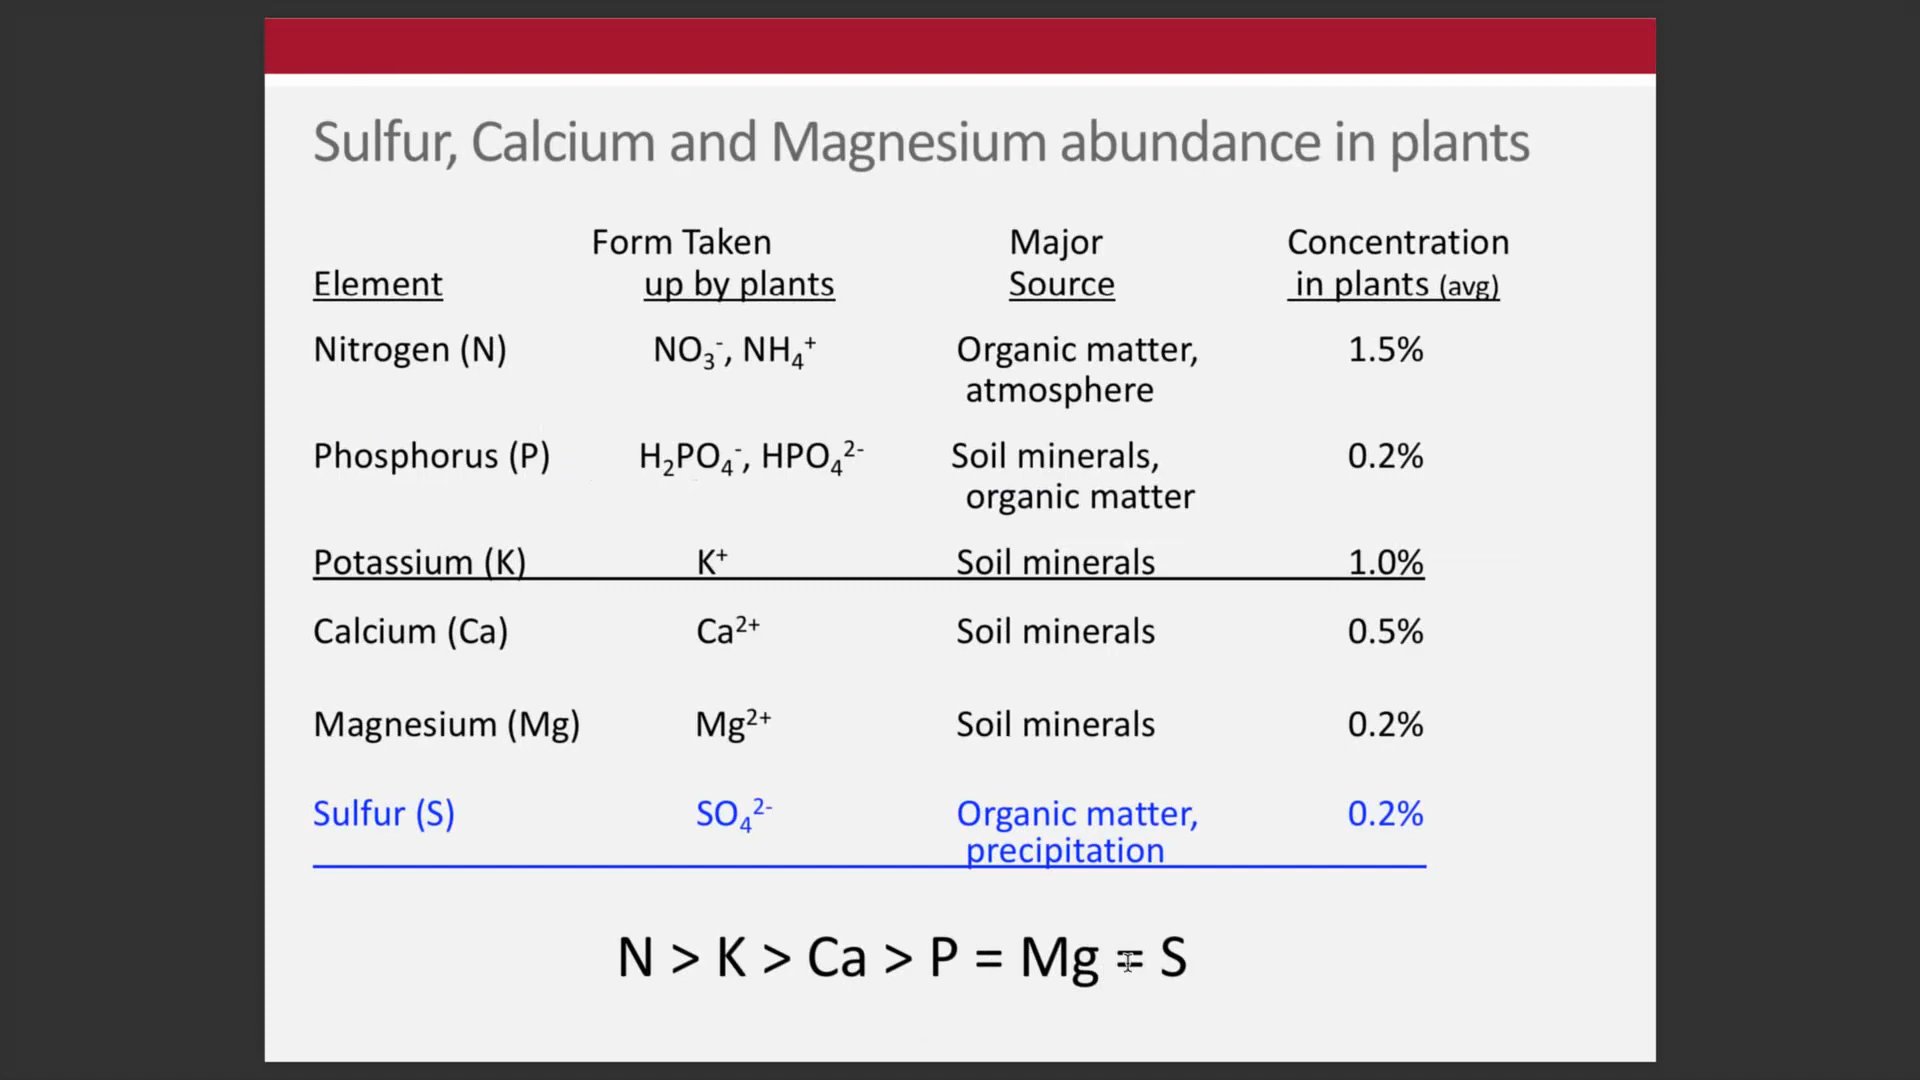 Sulfur, Calcium and Magnesium abundance in plants
Form Taken Major Concentration
Element up by plants Source in plants (avg)
Nitrogen (N) NO₃⁻, NH₄⁺ Organic matter, 1.5%
atmosphere
Phosphorus (P) H₂PO₄⁻, HPO₄²⁻ Soil minerals, 0.2%
organic matter
Potassium (K) K⁺ Soil minerals 1.0%
Calcium (Ca) Ca²⁺ Soil minerals 0.5%
Magnesium (Mg) Mg²⁺ Soil minerals 0.2%
Sulfur (S) SO₄²⁻ Organic matter, 0.2%
precipitation
N > K > Ca > P = Mg = S